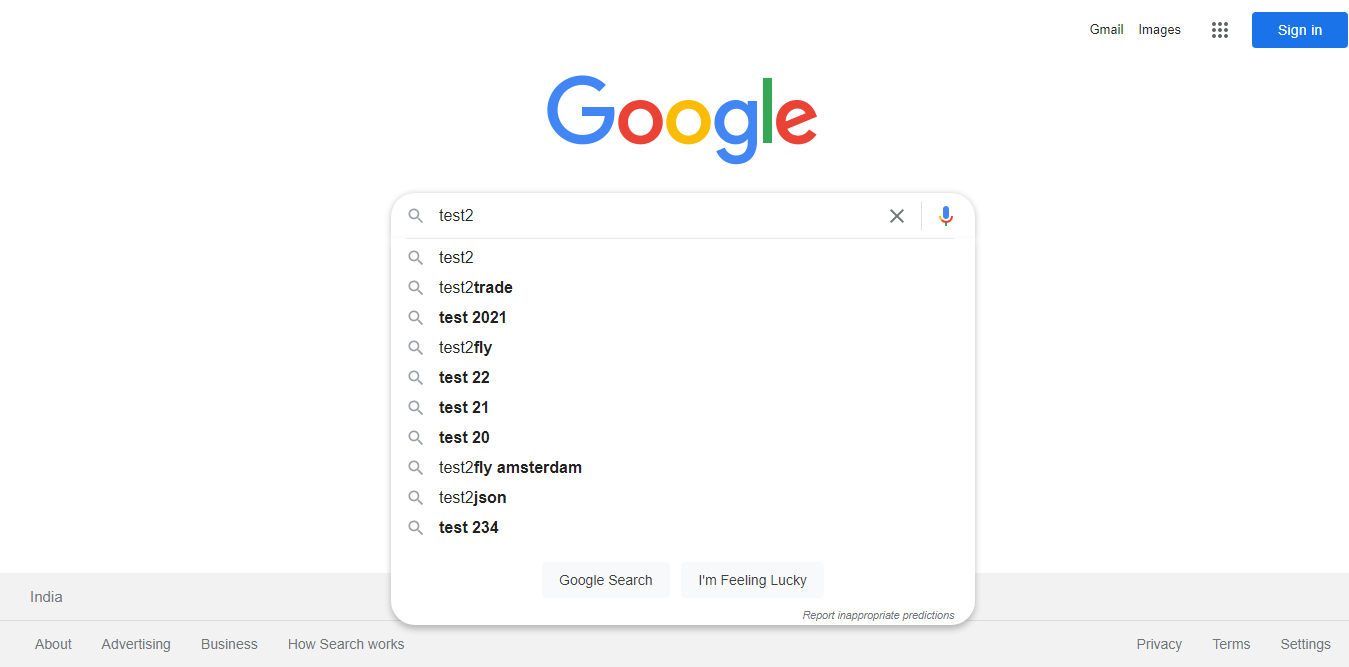 Gmail Images Sign in
Google
test2
test2
test2trade
test 2021
test2fly
test 22
test 21
test 20
test2fly amsterdam
test2json
test 234
Google Search I'm Feeling Lucky
Report inappropriate predictions
India
About Advertising Business How Search works Privacy Terms Settings